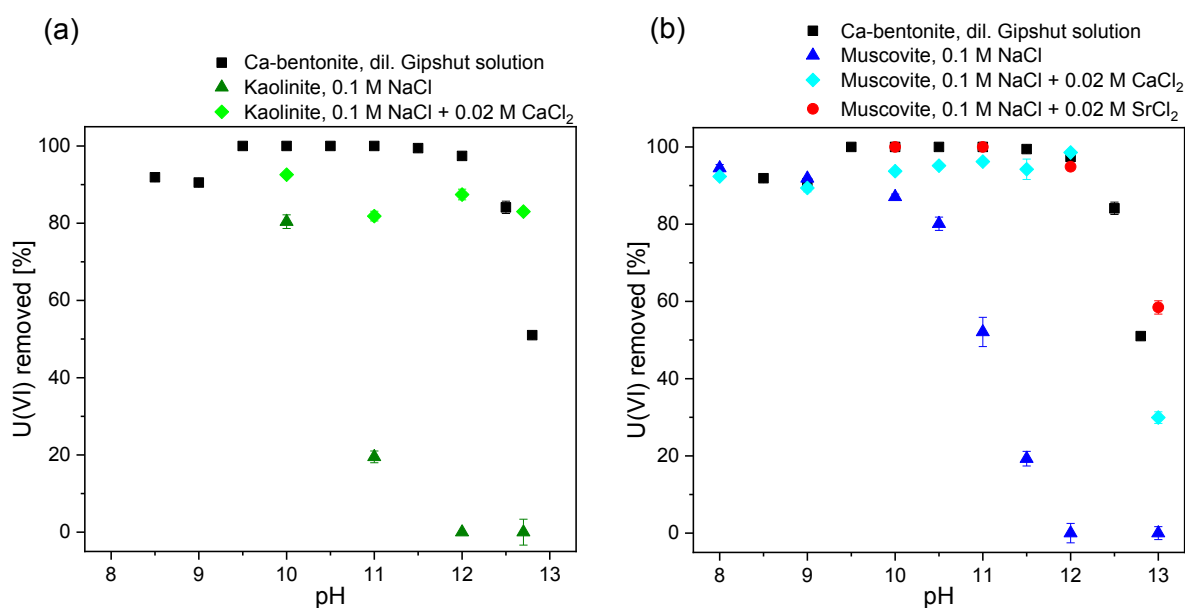 (a)
Ca-bentonite, dil. Gipshut solution
Kaolinite, 0.1 M NaCl
Kaolinite, 0.1 M NaCl + 0.02 M CaCl₂
U(VI) removed [%]
100
80
60
40
20
0
8 9 10 11 12 13
pH
(b)
Ca-bentonite, dil. Gipshut solution
Muscovite, 0.1 M NaCl
Muscovite, 0.1 M NaCl + 0.02 M CaCl₂
Muscovite, 0.1 M NaCl + 0.02 M SrCl₂
U(VI) removed [%]
100
80
60
40
20
0
8 9 10 11 12 13
pH